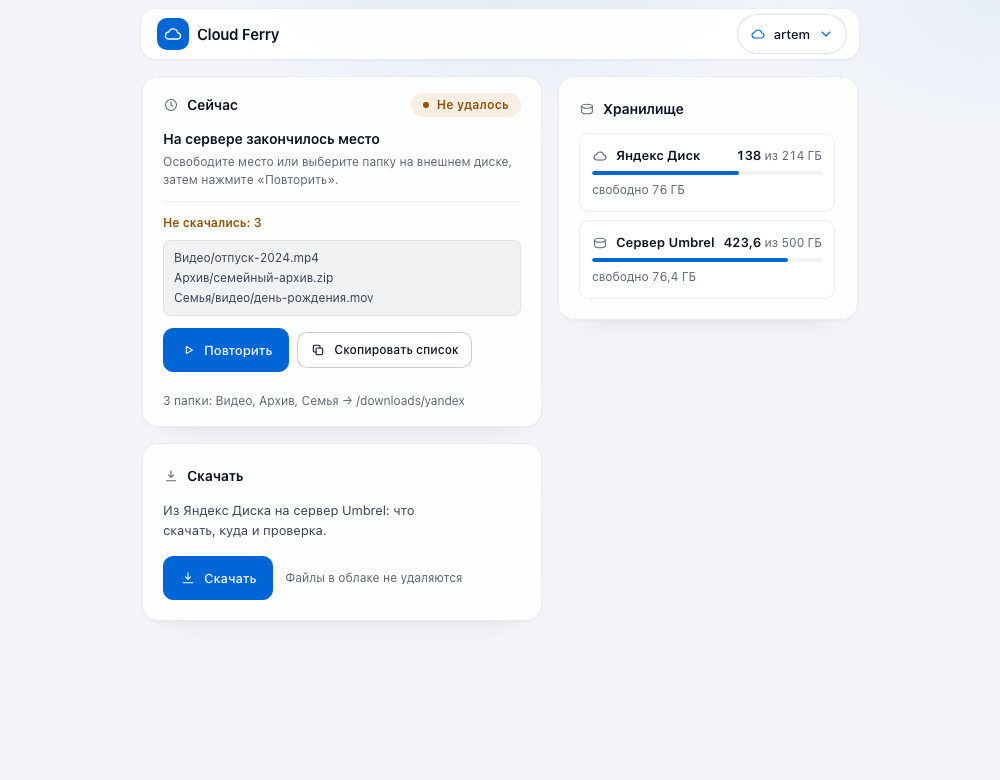 Cloud Ferry
artem
Сейчас
Не удалось
На сервере закончилось место
Освободите место или выберите папку на внешнем диске,
затем нажмите «Повторить».
Не скачались: 3
Видео/отпуск-2024.mp4
Архив/семейный-архив.zip
Семья/видео/день-рождения.mov
Повторить
Скопировать список
3 папки: Видео, Архив, Семья → /downloads/yandex
Скачать
Из Яндекс Диска на сервер Umbrel: что
скачать, куда и проверка.
Скачать
Файлы в облаке не удаляются
Хранилище
Яндекс Диск 138 из 214 ГБ
свободно 76 ГБ
Сервер Umbrel 423,6 из 500 ГБ
свободно 76,4 ГБ